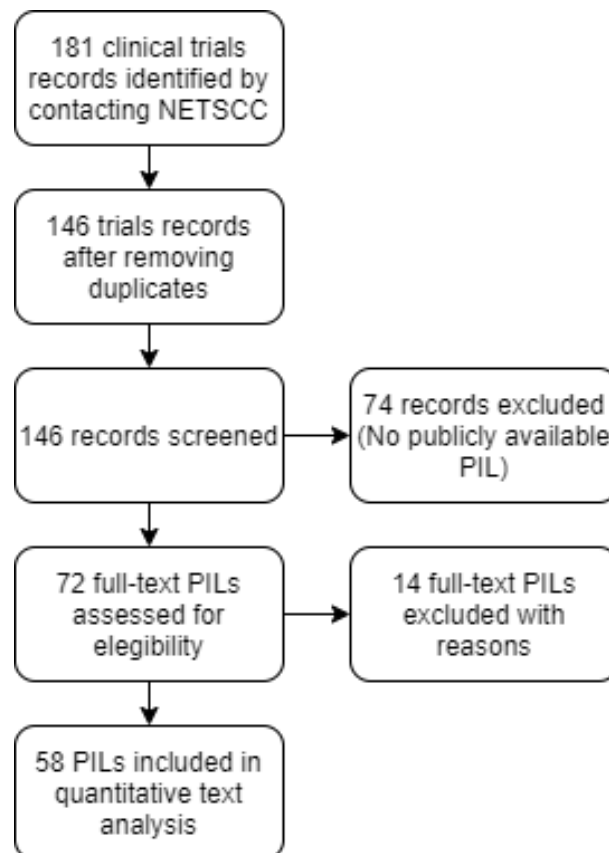 181 clinical trials
records identified by
contacting NETSCC
146 trials records
after removing
duplicates
146 records screened
74 records excluded
(No publicly available
PIL)
72 full-text PILs
assessed for
elegibility
14 full-text PILs
excluded with
reasons
58 PILs included in
quantitative text
analysis